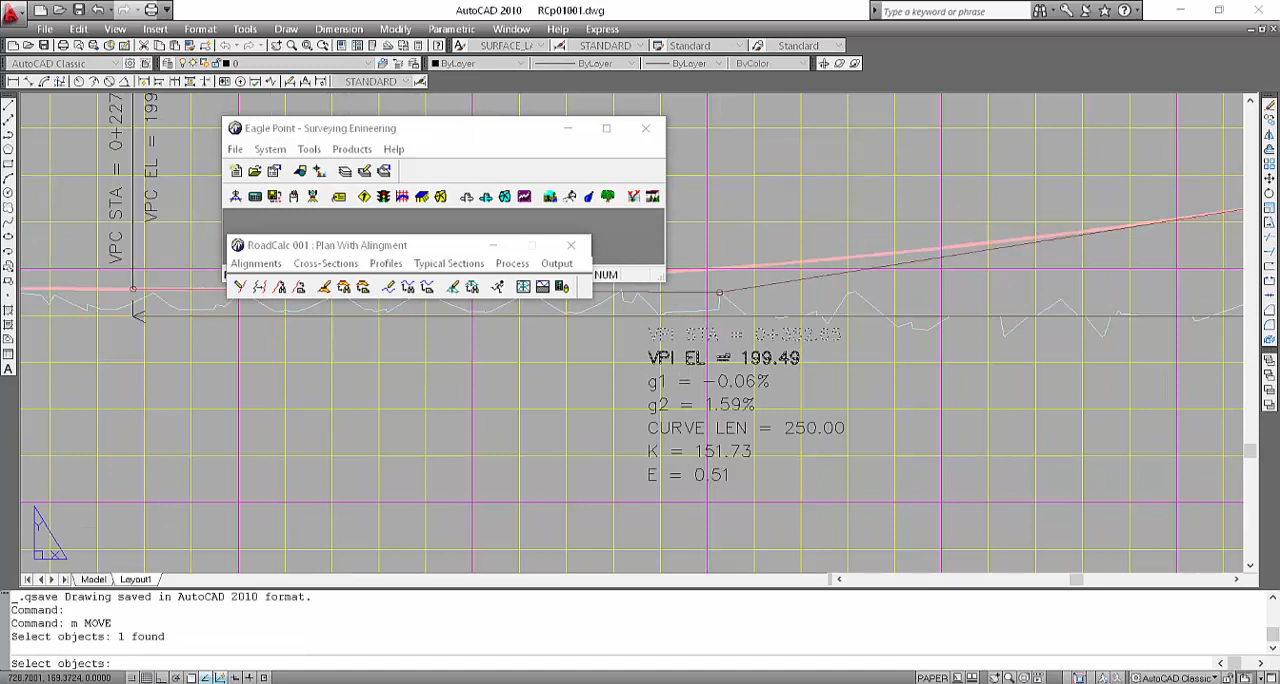 AutoCAD 2010 RCp01001.dwg
Type a keyword or phrase
File Edit View Insert Format Tools Draw Dimension Modify Parametric Window Help Express
STANDARD Standard Standard
AutoCAD Classic 0 ByLayer ByLayer ByLayer ByColor
STANDARD
VPC STA = 0+227
VPC EL = 199
Eagle Point - Surveying Enineering
File System Tools Products Help
RoadCalc 001 : Plan With Alingment
Alignments Cross-Sections Profiles Typical Sections Process Output
NUM
VPI EL = 199.49
g1 = -0.06%
g2 = 1.59%
CURVE LEN = 250.00
K = 151.73
E = 0.51
Y
X
Model Layout1
_.qsave Drawing saved in AutoCAD 2010 format.
Command:
Command: m MOVE
Select objects: 1 found
Select objects:
PAPER AutoCAD Classic